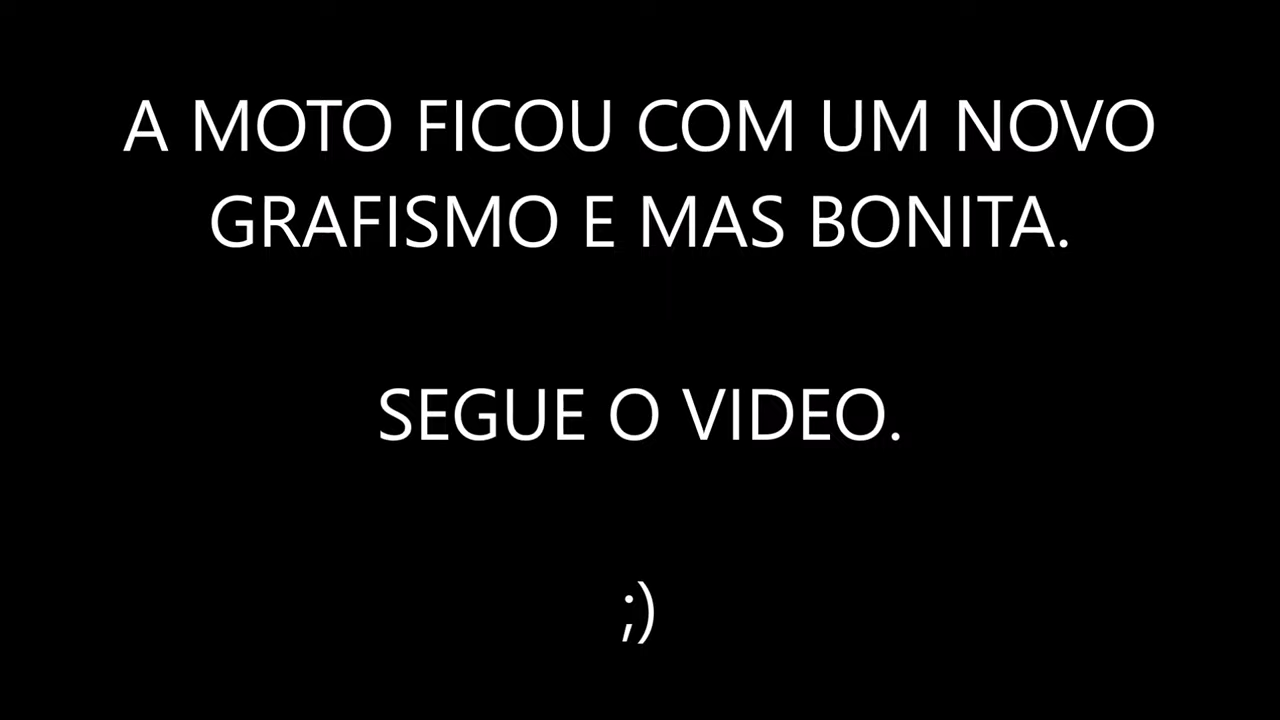 A MOTO FICOU COM UM NOVO
GRAFISMO E MAS BONITA.
SEGUE O VIDEO.
;)